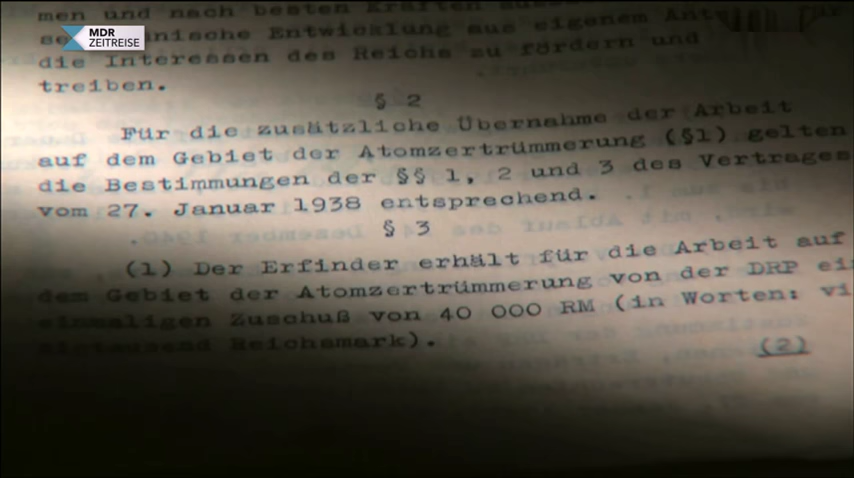 MDR
ZEITREISE
men und nach besten Kräften
nische Entwicklung aus eigenem
die Interessen des Reichs zu fördern und
treiben.
§ 2
Für die zusätzliche Übernahme der Arbeit
auf dem Gebiet der Atomzertrümmerung (§1) gelten
die Bestimmungen der §§ 1, 2 und 3 des Vertrages
vom 27. Januar 1938 entsprechend.
§ 3
(1) Der Erfinder erhält für die Arbeit auf
dem Gebiet der Atomzertrümmerung von der DRP ein
einmaligen Zuschuß von 40 000 RM (in Worten: vi
Reichsmark).
(2)